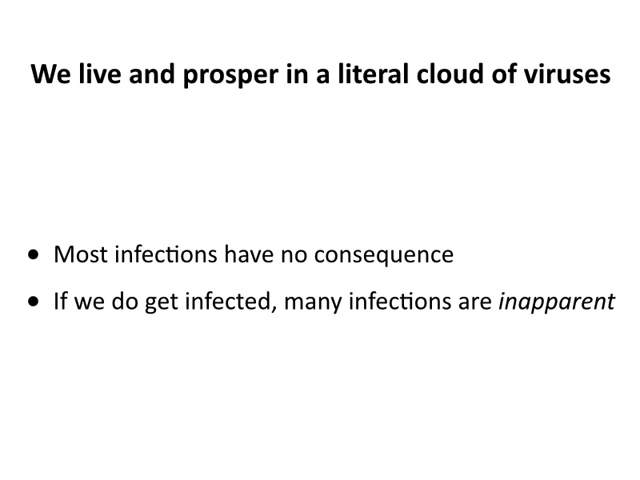 We live and prosper in a literal cloud of viruses
• Most infections have no consequence
• If we do get infected, many infections are inapparent